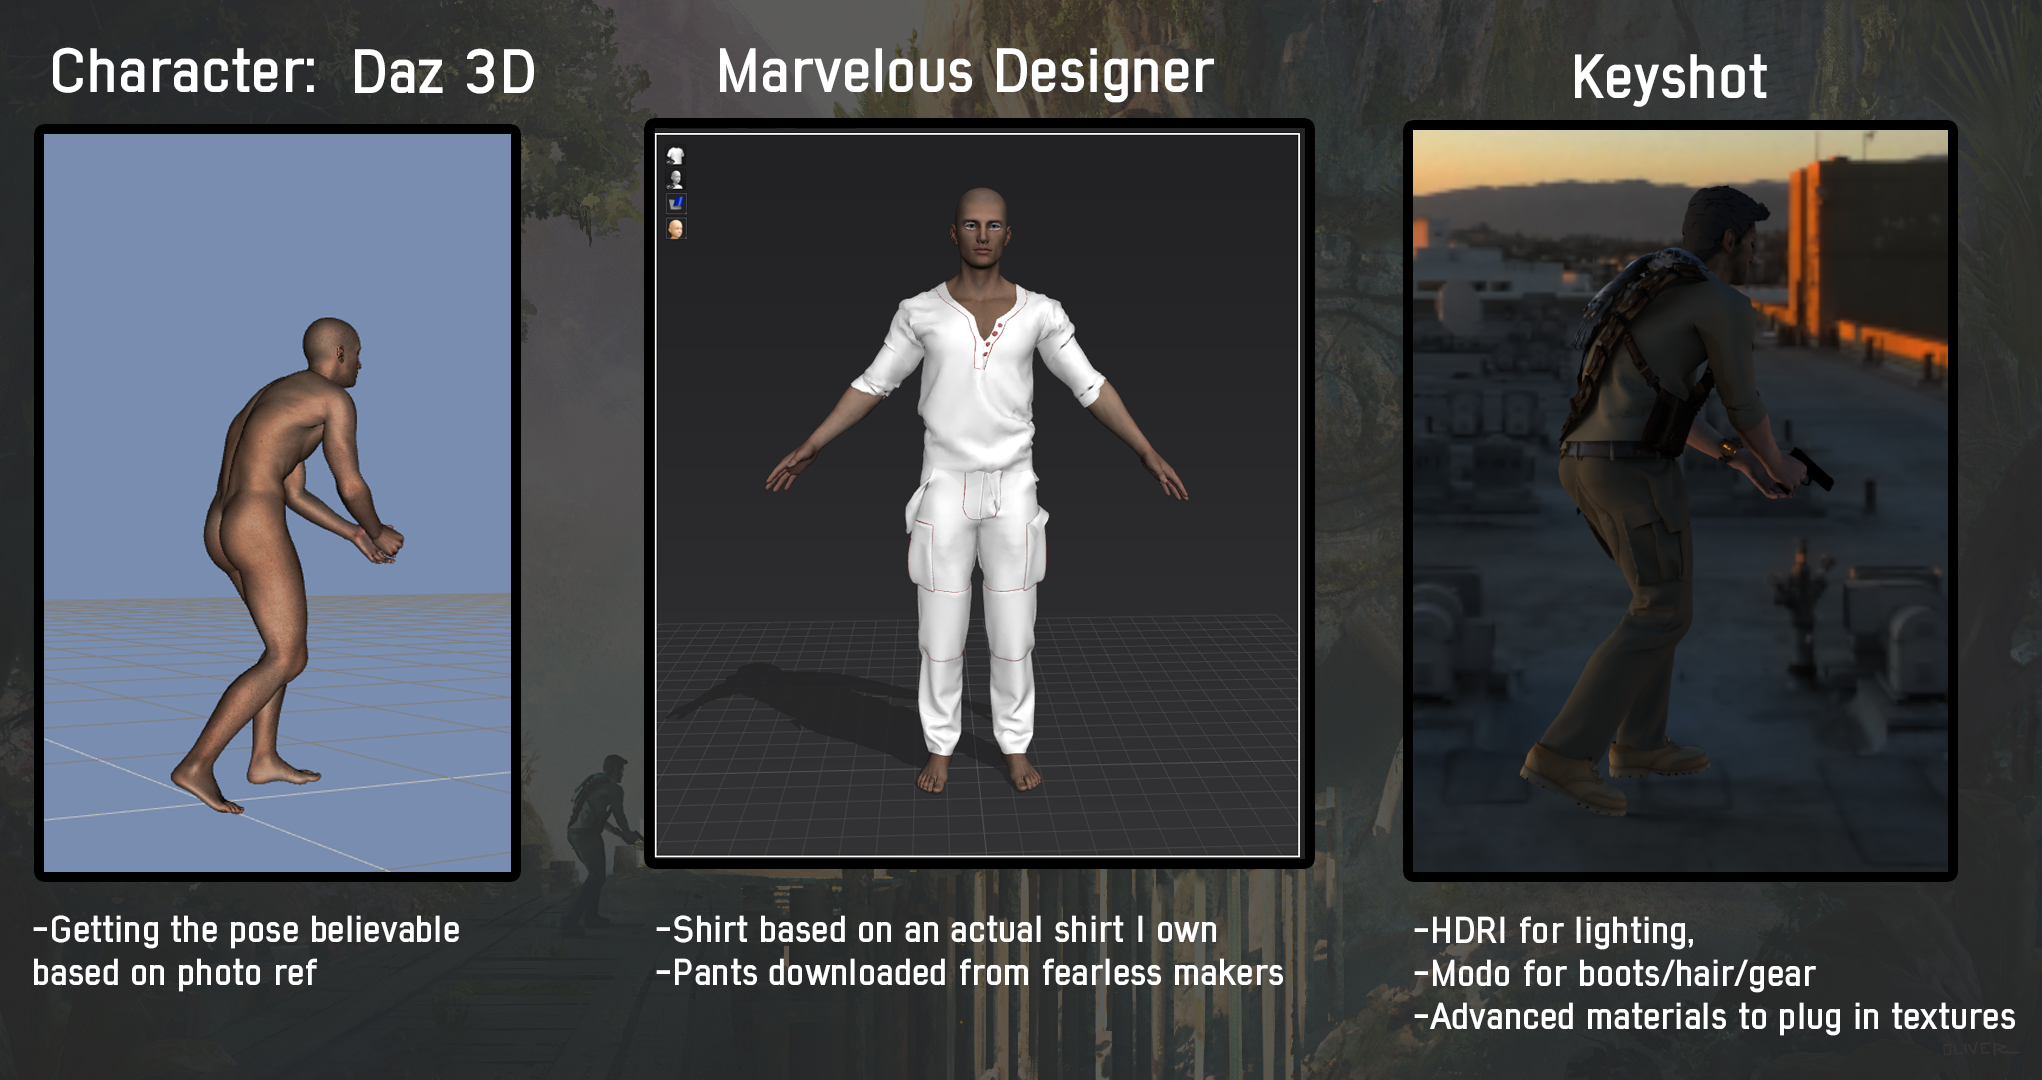 Character: Daz 3D
Marvelous Designer
Keyshot
-Getting the pose believable
based on photo ref
-Shirt based on an actual shirt I own
-Pants downloaded from fearless makers
-HDRI for lighting,
-Modo for boots/hair/gear
-Advanced materials to plug in textures
OLIVER